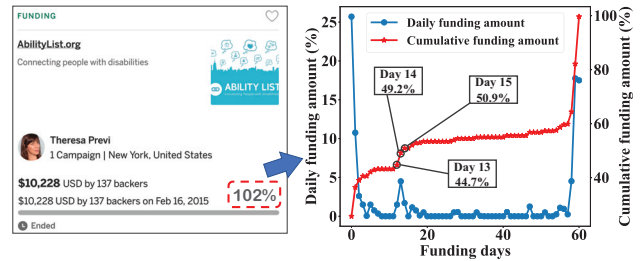 FUNDING
AbilityList.org
Connecting people with disabilities
ABILITY LIST
Theresa Previ
1 Campaign | New York, United States
$10,228 USD by 137 backers
$10,228 USD by 137 backers on Feb 16, 2015
102%
Ended
Daily funding amount (%)
25
20
15
10
5
0
Daily funding amount
Cumulative funding amount
Day 14
49.2%
Day 15
50.9%
Day 13
44.7%
0
20
40
60
Funding days
100
80
60
40
Cumulative funding amount (%)